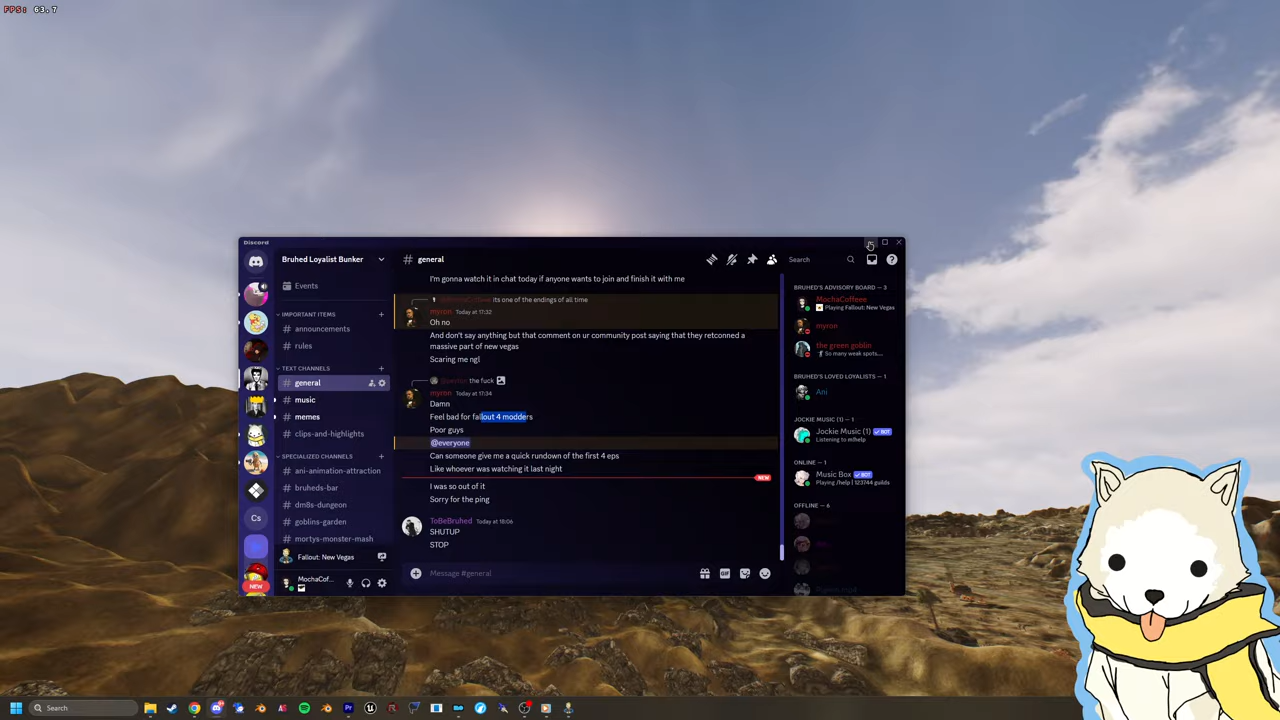 FPS: 63.7
Discord
Bruhed Loyalist Bunker
Events
IMPORTANT ITEMS
announcements
rules
TEXT CHANNELS
general
music
memes
clips-and-highlights
SPECIALIZED CHANNELS
ani-animation-attraction
bruheds-bar
dm8s-dungeon
goblins-garden
mortys-monster-mash
Fallout: New Vegas
MochaCof...
Cs
NEW
# general
Search
I'm gonna watch it in chat today if anyone wants to join and finish it with me
its one of the endings of all time
myron Today at 17:32
Oh no
And don't say anything but that comment on ur community post saying that they retconned a
massive part of new vegas
Scaring me ngl
the fuck
myron Today at 17:34
Damn
Feel bad for fallout 4 modders
Poor guys
@everyone
Can someone give me a quick rundown of the first 4 eps
Like whoever was watching it last night
NEW
I was so out of it
Sorry for the ping
ToBeBruhed Today at 18:06
SHUTUP
STOP
Message #general
GIF
BRUHED'S ADVISORY BOARD — 3
MochaCoffeee
Playing Fallout: New Vegas
myron
the green goblin
So many weak spots....
BRUHED'S LOVED LOYALISTS — 1
Ani
JOCKIE MUSIC (1) — 1
Jockie Music (1) BOT
Listening to m!help
ONLINE — 1
Music Box BOT
Playing /help | 123744 guilds
OFFLINE — 6
Search